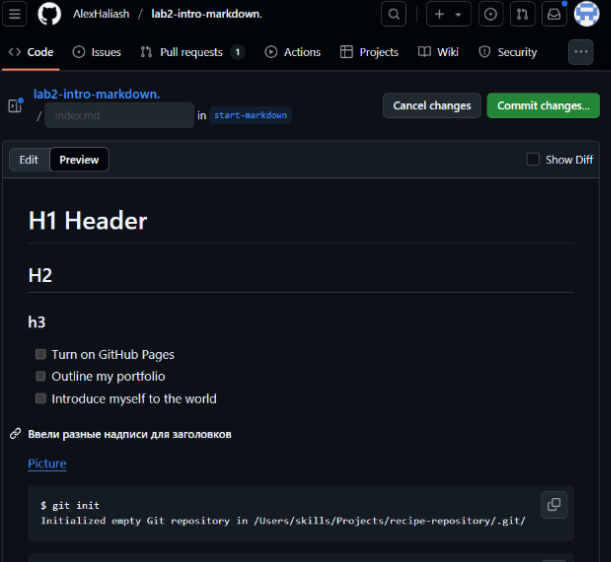 AlexHaliash / lab2-intro-markdown.
<> Code Issues Pull requests 1 Actions Projects Wiki Security ...
lab2-intro-markdown.
/ index.md in start-markdown
Cancel changes Commit changes...
Edit Preview Show Diff
H1 Header
H2
h3
Turn on GitHub Pages
Outline my portfolio
Introduce myself to the world
Ввели разные надписи для заголовков
Picture
$ git init
Initialized empty Git repository in /Users/skills/Projects/recipe-repository/.git/